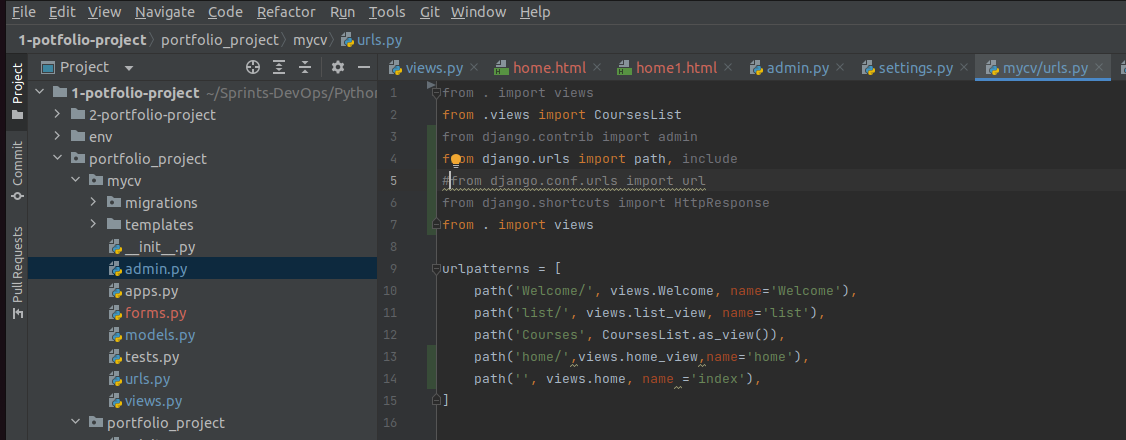 File Edit View Navigate Code Refactor Run Tools Git Window Help
1-potfolio-project portfolio_project mycv urls.py
Project
views.py home.html home1.html admin.py settings.py mycv/urls.py
Project
Commit
Pull Requests
1-potfolio-project ~/Sprints-DevOps/Python
2-portfolio-project
env
portfolio_project
mycv
migrations
templates
__init__.py
admin.py
apps.py
forms.py
models.py
tests.py
urls.py
views.py
portfolio_project
1 from . import views
2 from .views import CoursesList
3 from django.contrib import admin
4 from django.urls import path, include
5 #from django.conf.urls import url
6 from django.shortcuts import HttpResponse
7 from . import views
8
9 urlpatterns = [
10 path('Welcome/', views.Welcome, name='Welcome'),
11 path('list/', views.list_view, name='list'),
12 path('Courses', CoursesList.as_view()),
13 path('home/',views.home_view,name='home'),
14 path('', views.home, name ='index'),
15 ]
16